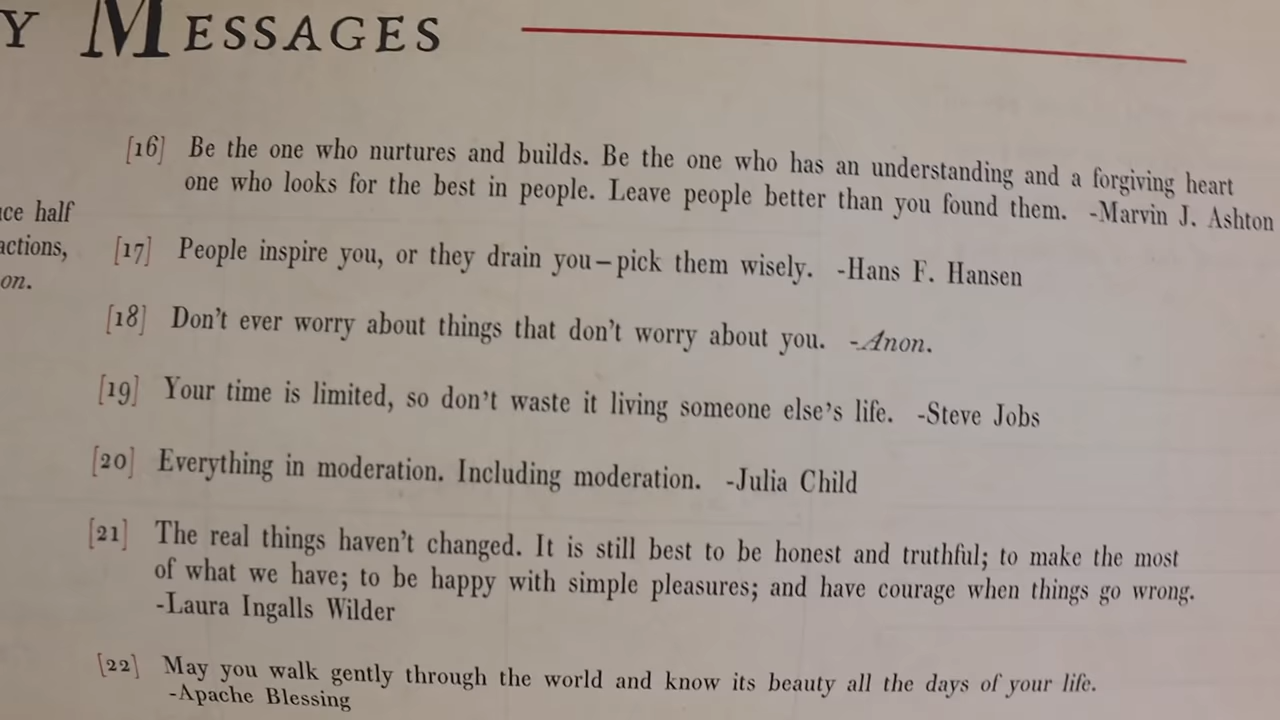 Y MESSAGES
[16] Be the one who nurtures and builds. Be the one who has an understanding and a forgiving heart
one who looks for the best in people. Leave people better than you found them. -Marvin J. Ashton
half
actions,
on.
[17] People inspire you, or they drain you—pick them wisely. -Hans F. Hansen
[18] Don't ever worry about things that don't worry about you. -Anon.
[19] Your time is limited, so don't waste it living someone else's life. -Steve Jobs
[20] Everything in moderation. Including moderation. -Julia Child
[21] The real things haven't changed. It is still best to be honest and truthful; to make the most
of what we have; to be happy with simple pleasures; and have courage when things go wrong.
-Laura Ingalls Wilder
[22] May you walk gently through the world and know its beauty all the days of your life.
-Apache Blessing